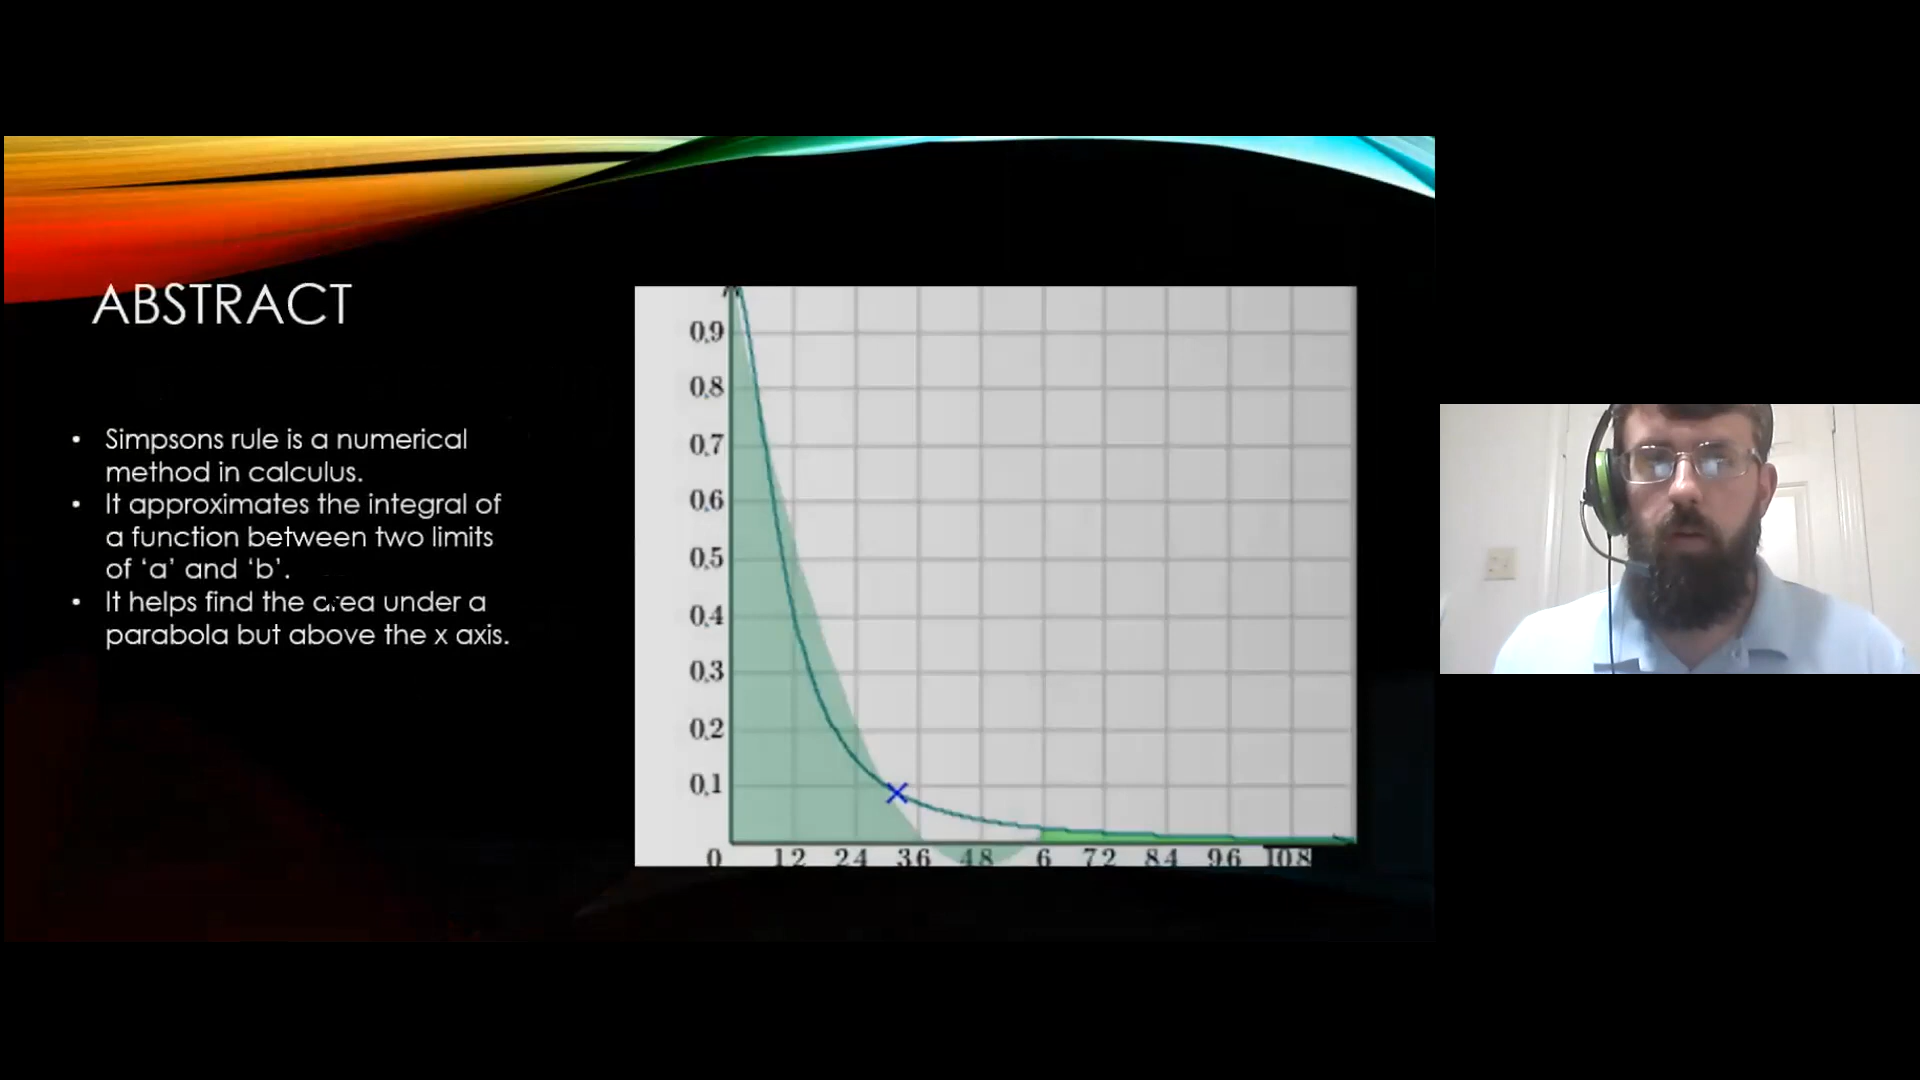 ABSTRACT
• Simpsons rule is a numerical
method in calculus.
• It approximates the integral of
a function between two limits
of ‘a’ and ‘b’.
• It helps find the area under a
parabola but above the x axis.
0,9
0,8
0,7
0,6
0,5
0,4
0,3
0,2
0,1
0 12 24 36 48 6 72 84 96 108